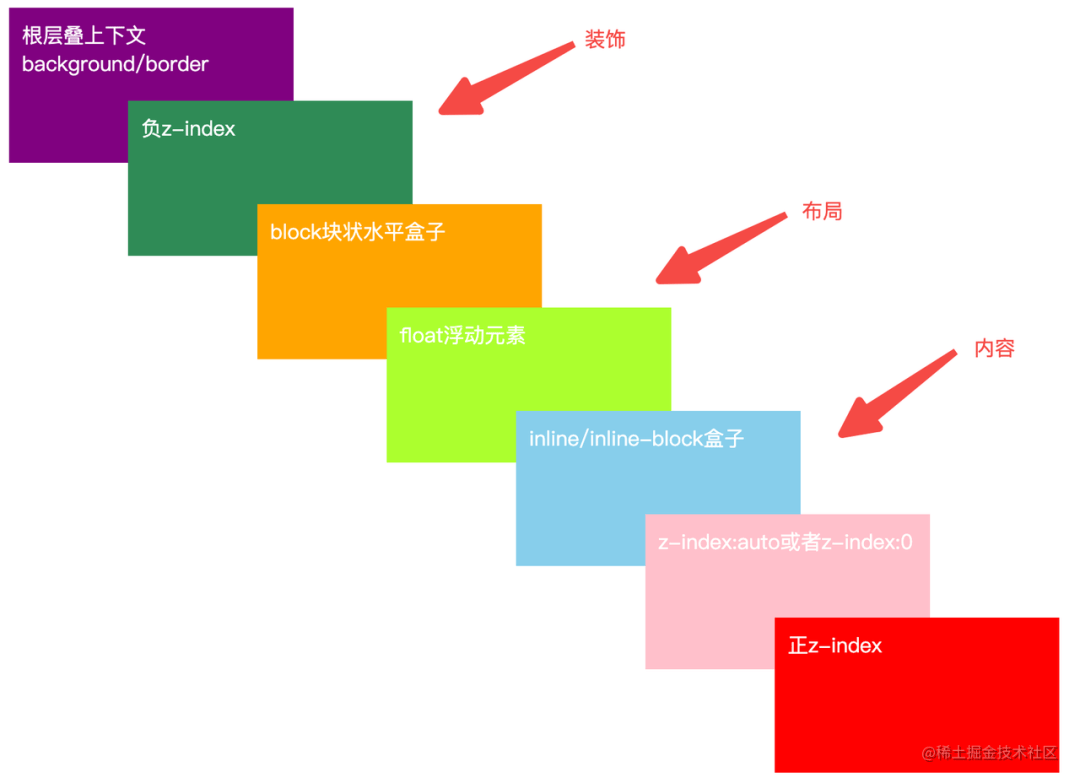 根层叠上下文
background/border
装饰
负z-index
布局
block块状水平盒子
float浮动元素
内容
inline/inline-block盒子
z-index:auto或者z-index:0
正z-index
@稀土掘金技术社区